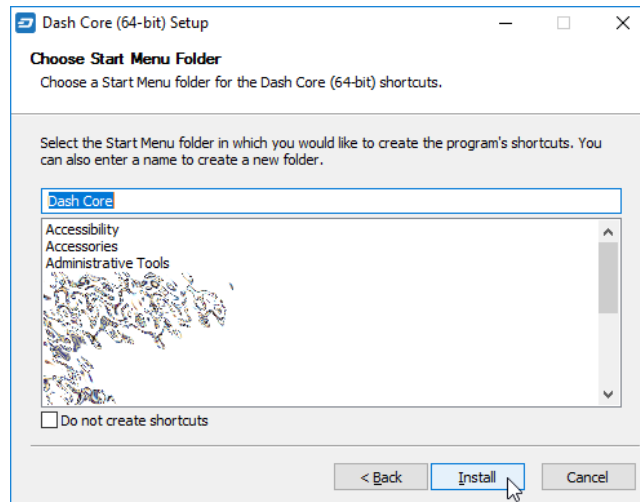 Dash Core (64-bit) Setup
Choose Start Menu Folder
Choose a Start Menu folder for the Dash Core (64-bit) shortcuts.
Select the Start Menu folder in which you would like to create the program's shortcuts. You
can also enter a name to create a new folder.
Dash Core
Accessibility
Accessories
Administrative Tools
Do not create shortcuts
< Back
Install
Cancel